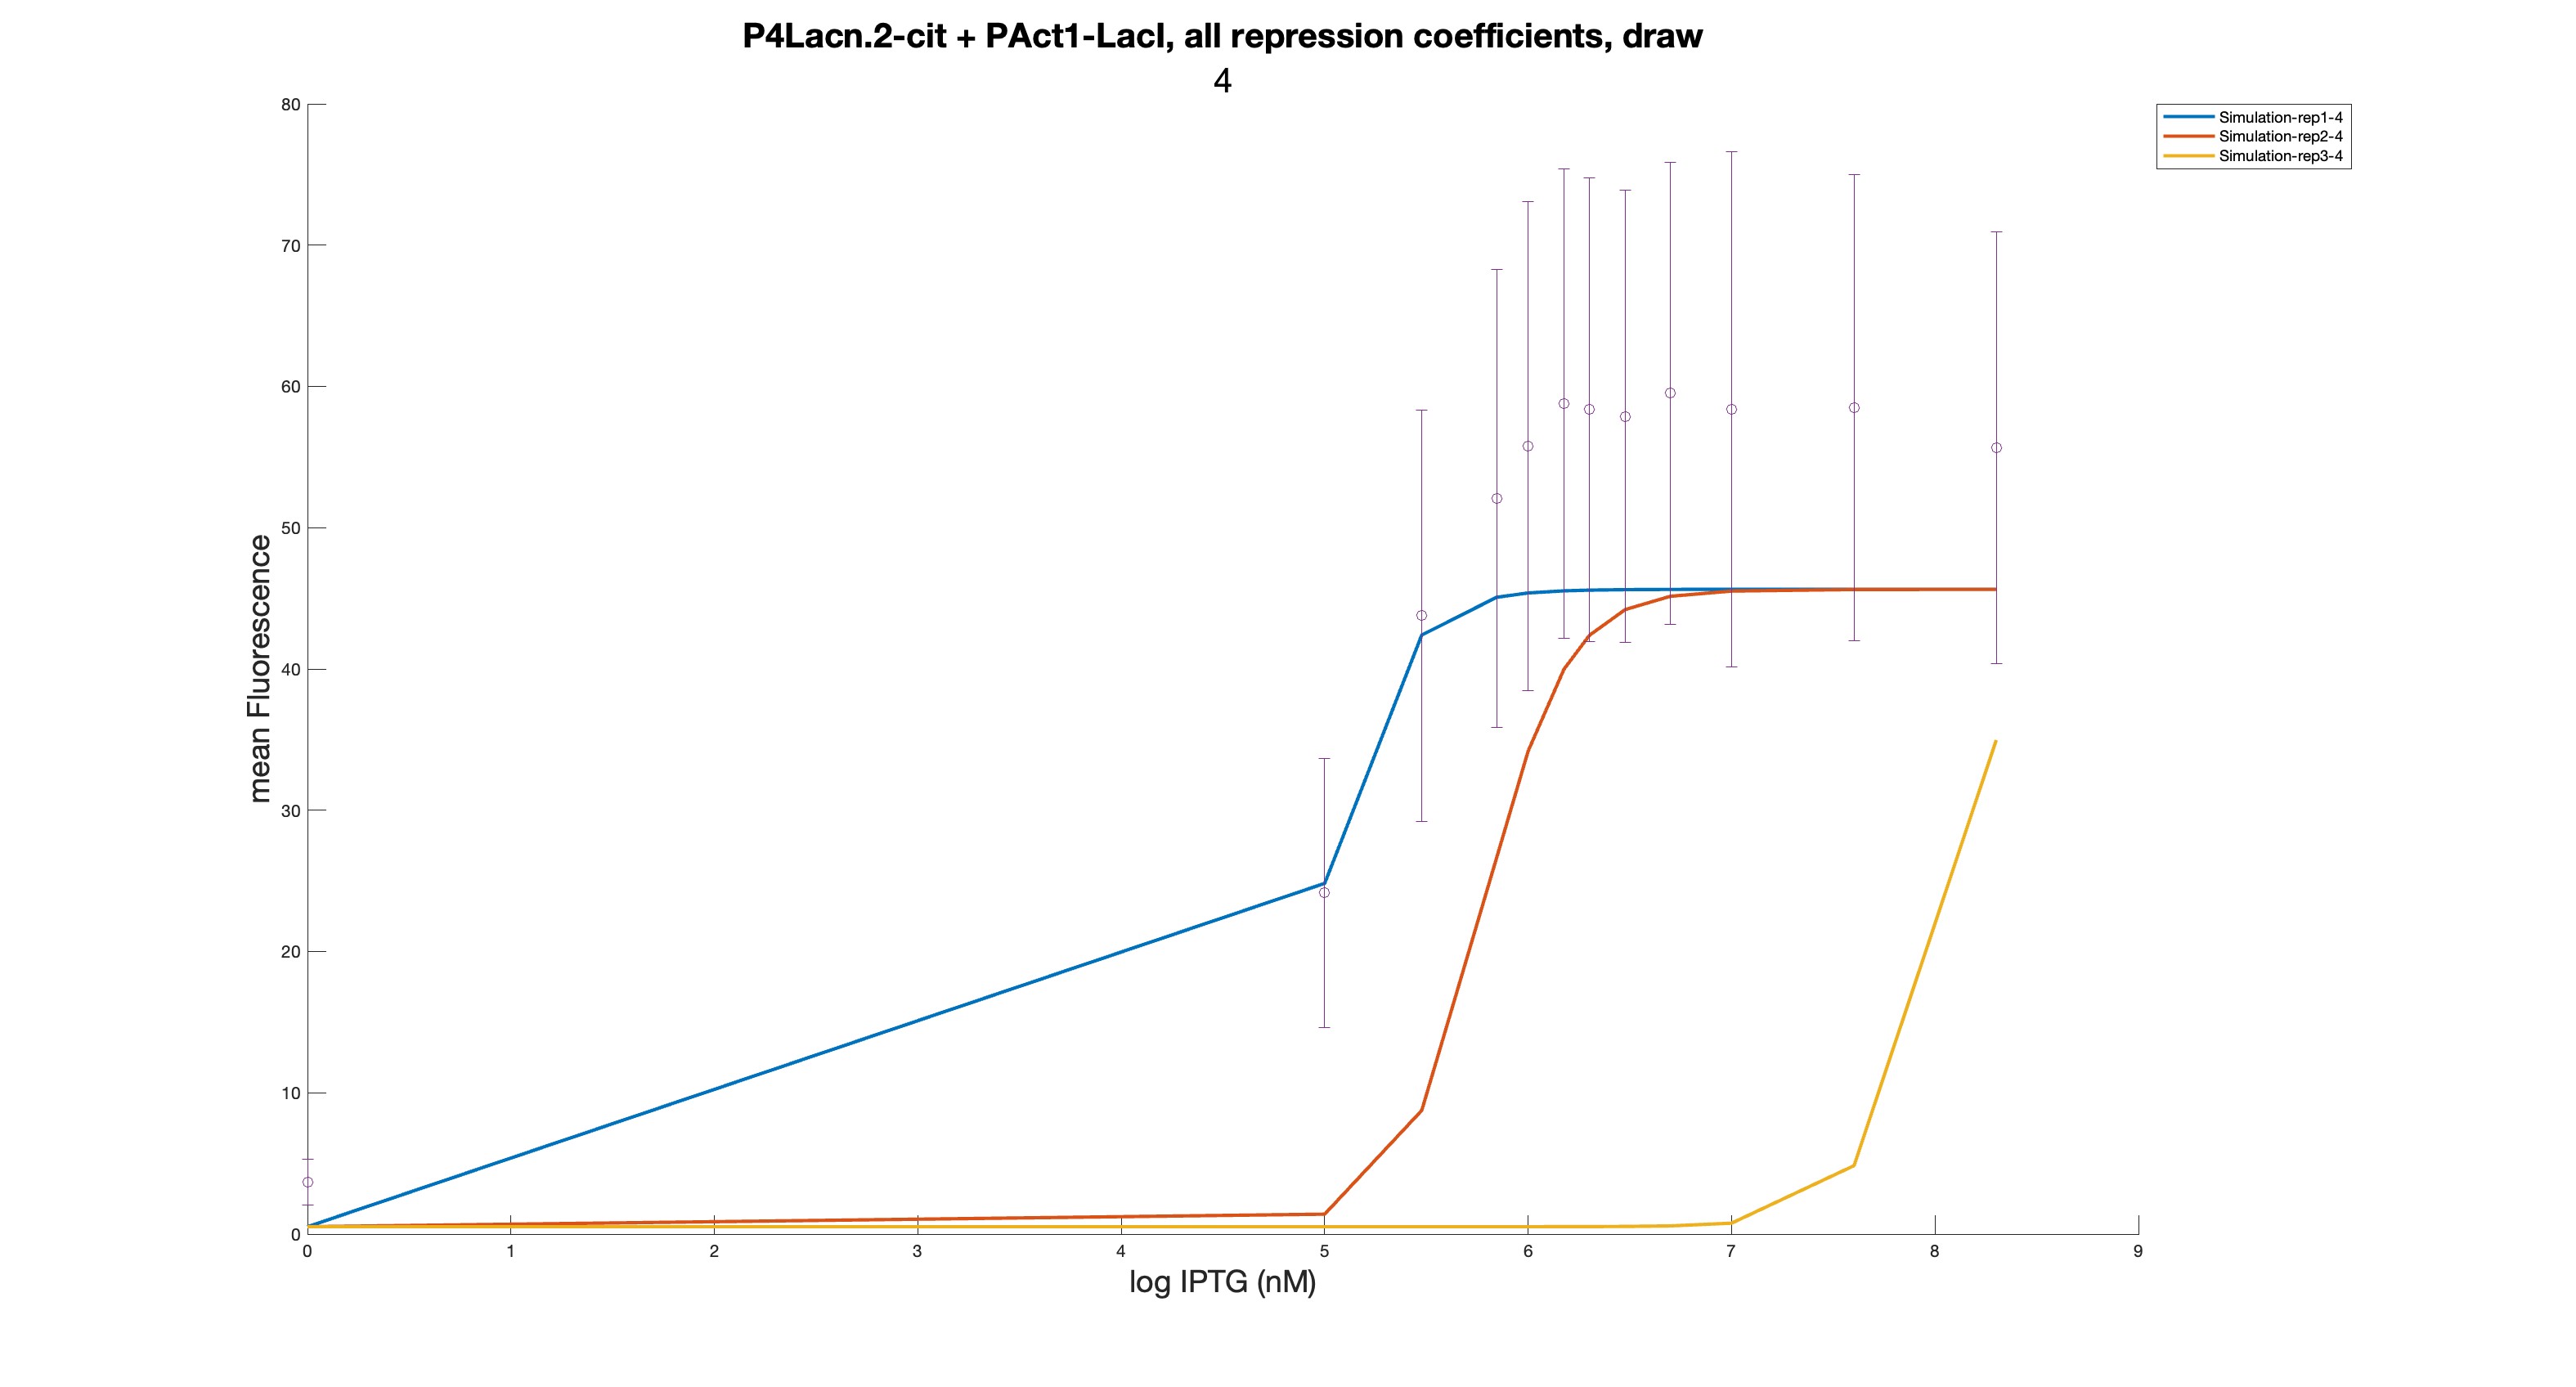 P4Lacn.2-cit + PAct1-LacI, all repression coefficients, draw
4
80
70
60
50
40
30
20
10
0
mean Fluorescence
0 1 2 3 4 5 6 7 8 9
log IPTG (nM)
Simulation-rep1-4
Simulation-rep2-4
Simulation-rep3-4